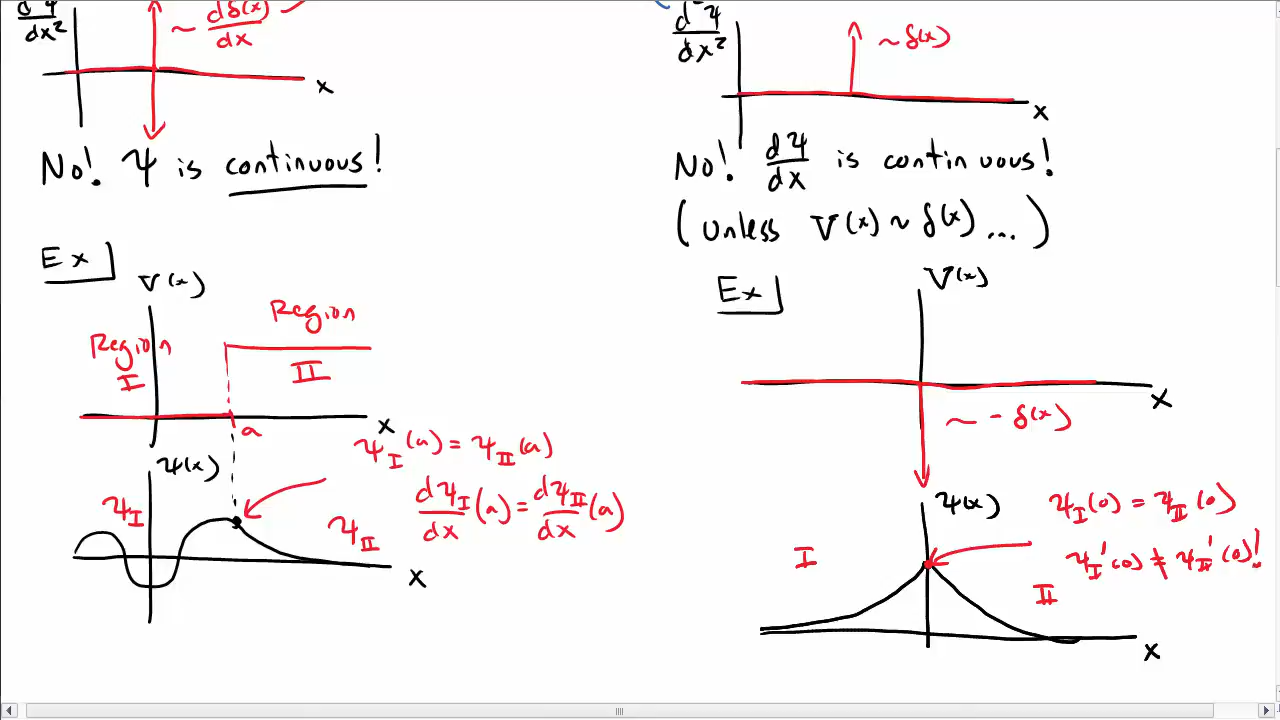 d²Ψ/dx²
~ dδ(x)/dx
x
No! Ψ is continuous!
Ex
V(x)
Region I
Region II
a
x
Ψ_I(a) = Ψ_II(a)
dΨ_I/dx (a) = dΨ_II/dx (a)
Ψ(x)
Ψ_I
Ψ_II
x
d²Ψ/dx²
~ δ(x)
x
No! dΨ/dx is continuous!
(unless V(x) ~ δ(x) ...)
Ex
V(x)
x
~ - δ(x)
Ψ(x)
Ψ_I(0) = Ψ_II(0)
Ψ_I'(0) ≠ Ψ_II'(0)!
I
II
x